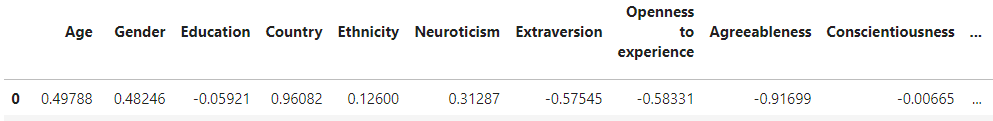 Age Gender Education Country Ethnicity Neuroticism Extraversion Openness to experience Agreeableness Conscientiousness ...
0 0.49788 0.48246 -0.05921 0.96082 0.12600 0.31287 -0.57545 -0.58331 -0.91699 -0.00665 ...